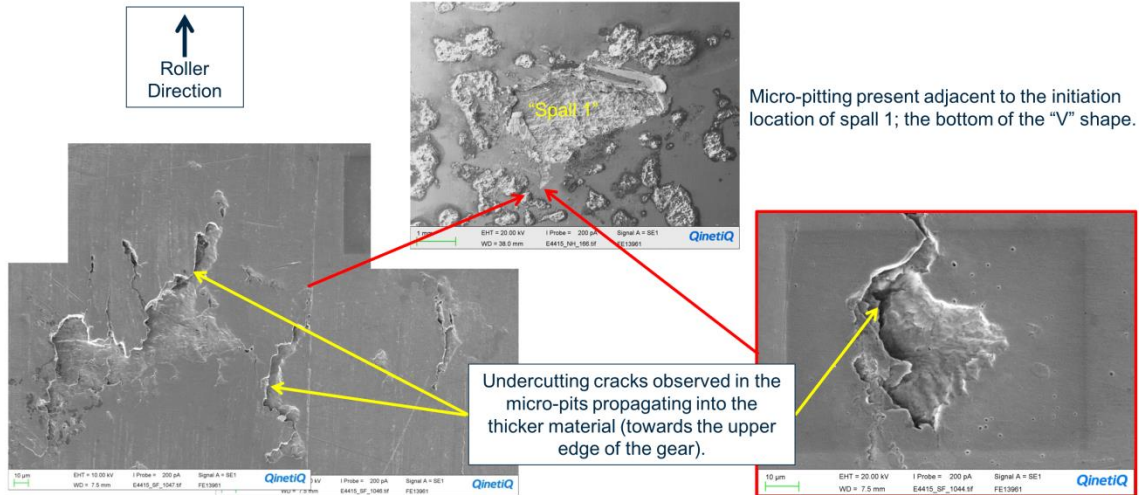 Roller
Direction
"Spall 1"
1 mm
EHT = 20.00 kV
I Probe = 200 pA
Signal A = SE1
WD = 38.0 mm
E4415_NH_166.tif
FE13961
QinetiQ
Micro-pitting present adjacent to the initiation
location of spall 1; the bottom of the “V” shape.
Undercutting cracks observed in the
micro-pits propagating into the
thicker material (towards the upper
edge of the gear).
10 µm
EHT = 10.00 kV
I Probe = 200 pA
Signal A = SE1
WD = 7.5 mm
E4415_SF_1047.tif
FE13961
QinetiQ
E4415_SF_1046.tif
FE13961
QinetiQ
10 µm
EHT = 20.00 kV
I Probe = 200 pA
Signal A = SE1
WD = 7.5 mm
E4415_SF_1044.tif
FE13961
QinetiQ